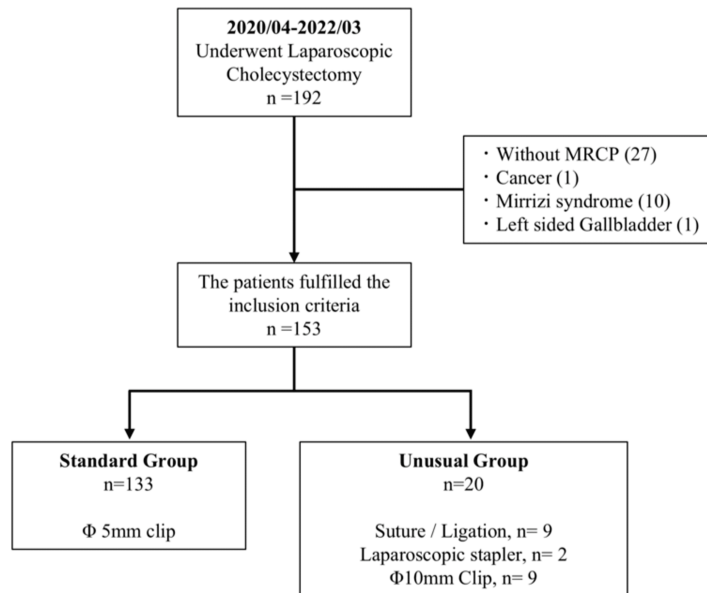 2020/04-2022/03
Underwent Laparoscopic
Cholecystectomy
n =192
・Without MRCP (27)
・Cancer (1)
・Mirrizi syndrome (10)
・Left sided Gallbladder (1)
The patients fulfilled the
inclusion criteria
n =153
Standard Group
n=133
Φ 5mm clip
Unusual Group
n=20
Suture / Ligation, n= 9
Laparoscopic stapler, n= 2
Φ10mm Clip, n= 9